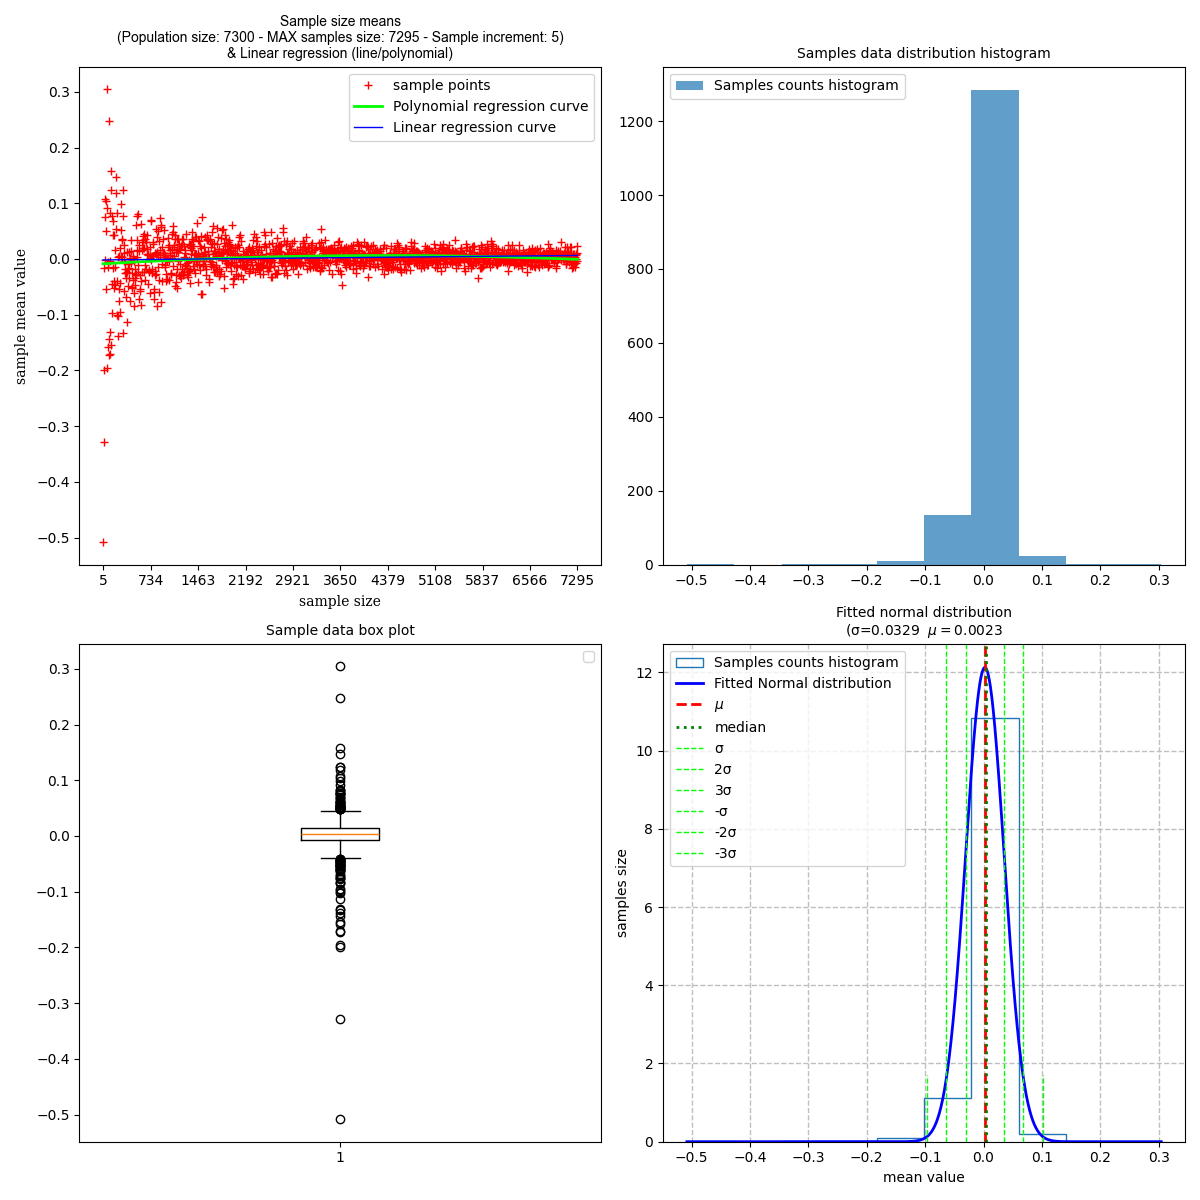 Sample size means
(Population size: 7300 - MAX samples size: 7295 - Sample increment: 5)
& Linear regression (line/polynomial)
sample points
Polynomial regression curve
Linear regression curve
0.3
0.2
0.1
0.0
−0.1
−0.2
−0.3
−0.4
−0.5
sample mean value
5 734 1463 2192 2921 3650 4379 5108 5837 6566 7295
sample size
Samples data distribution histogram
Samples counts histogram
1200
1000
800
600
400
200
0
−0.5 −0.4 −0.3 −0.2 −0.1 0.0 0.1 0.2 0.3
Sample data box plot
0.3
0.2
0.1
0.0
−0.1
−0.2
−0.3
−0.4
−0.5
1
Fitted normal distribution
(σ=0.0329 μ = 0.0023
Samples counts histogram
Fitted Normal distribution
μ
median
σ
2σ
3σ
-σ
-2σ
-3σ
12
10
8
6
4
2
0
samples size
−0.5 −0.4 −0.3 −0.2 −0.1 0.0 0.1 0.2 0.3
mean value